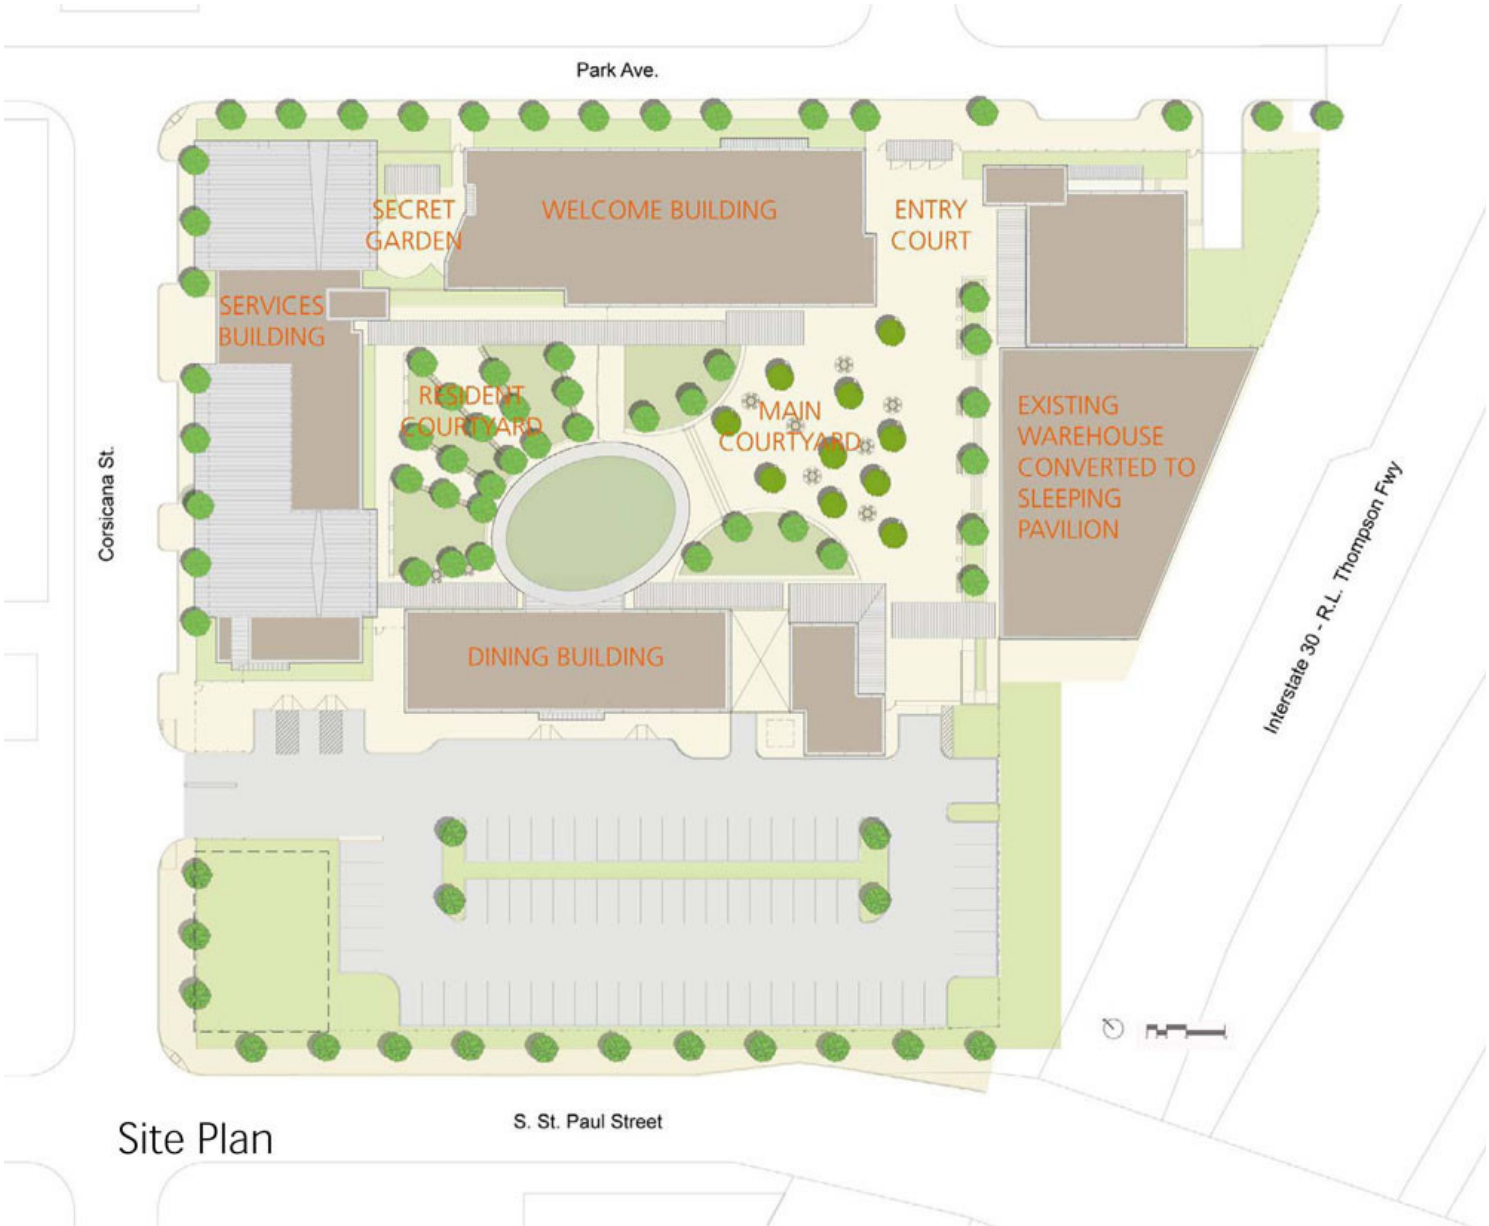 Park Ave.
SECRET
GARDEN
WELCOME BUILDING
ENTRY
COURT
SERVICES
BUILDING
RESIDENT
COURTYARD
MAIN
COURTYARD
EXISTING
WAREHOUSE
CONVERTED TO
SLEEPING
PAVILION
Corsicana St.
Interstate 30 - R.L. Thompson Fwy
DINING BUILDING
S. St. Paul Street
Site Plan